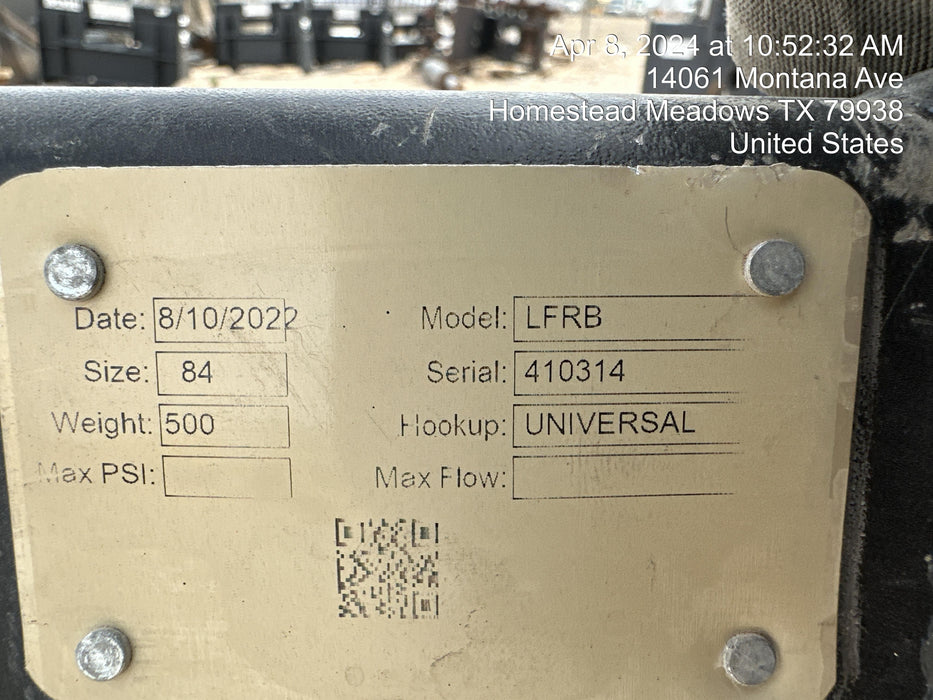 Apr 8, 2024 at 10:52:32 AM
14061 Montana Ave
Homestead Meadows TX 79938
United States
Date: 8/10/2022 Model: LFRB
Size: 84 Serial: 410314
Weight: 500 Hookup: UNIVERSAL
Max PSI: Max Flow: